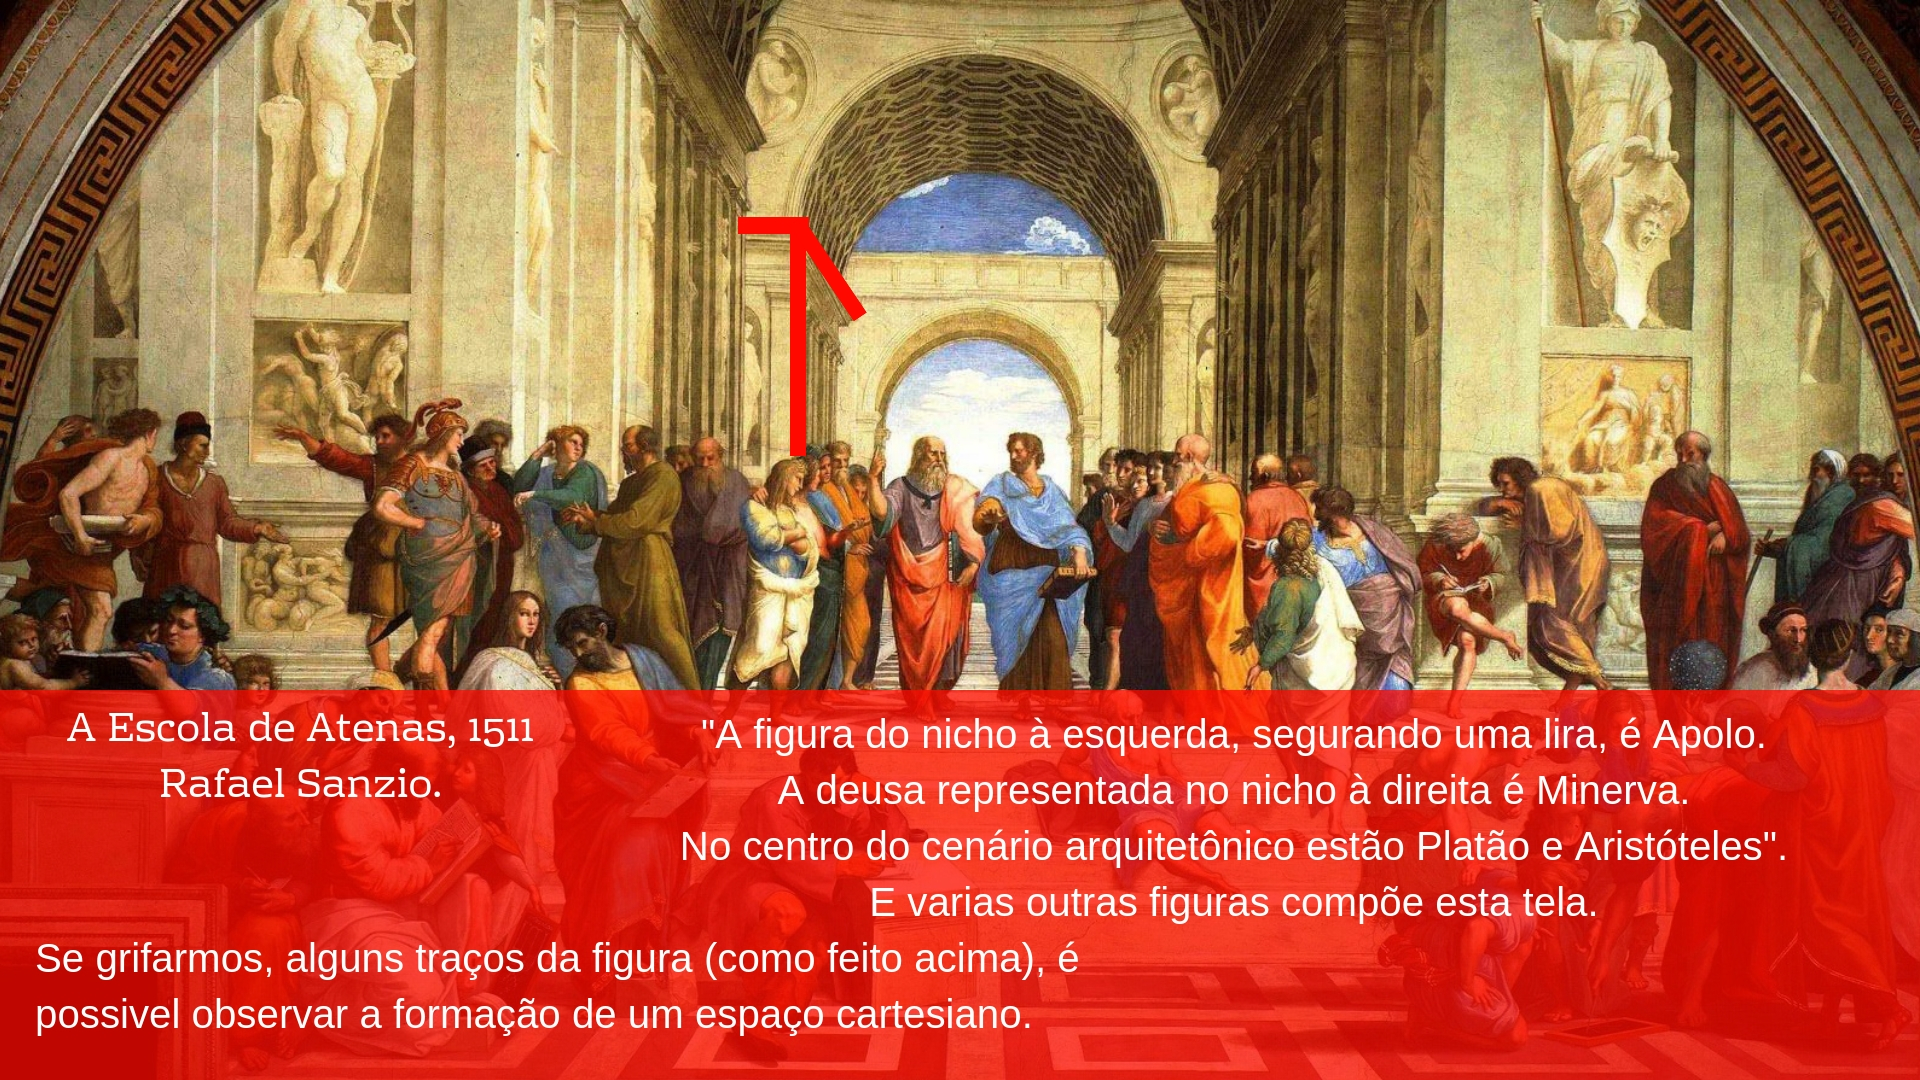 A Escola de Atenas, 1511
Rafael Sanzio.
"A figura do nicho à esquerda, segurando uma lira, é Apolo.
A deusa representada no nicho à direita é Minerva.
No centro do cenário arquitetônico estão Platão e Aristóteles".
E varias outras figuras compõe esta tela.
Se grifarmos, alguns traços da figura (como feito acima), é
possivel observar a formação de um espaço cartesiano.